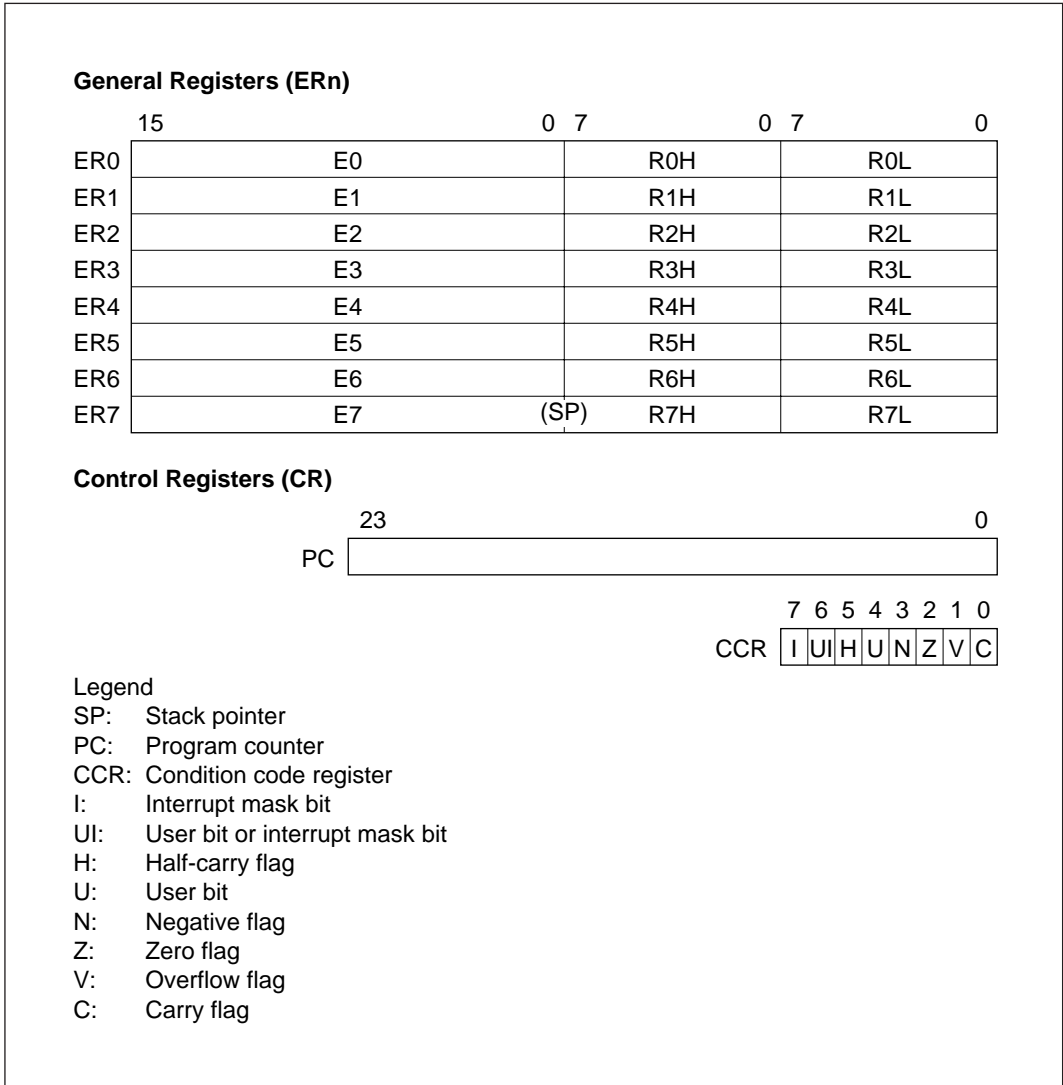 General Registers (ERn)
15 0 7 0 7 0
ER0 E0 R0H R0L
ER1 E1 R1H R1L
ER2 E2 R2H R2L
ER3 E3 R3H R3L
ER4 E4 R4H R4L
ER5 E5 R5H R5L
ER6 E6 R6H R6L
ER7 E7 (SP) R7H R7L
Control Registers (CR)
23 0
PC
7 6 5 4 3 2 1 0
CCR I UI H U N Z V C
Legend
SP: Stack pointer
PC: Program counter
CCR: Condition code register
I: Interrupt mask bit
UI: User bit or interrupt mask bit
H: Half-carry flag
U: User bit
N: Negative flag
Z: Zero flag
V: Overflow flag
C: Carry flag